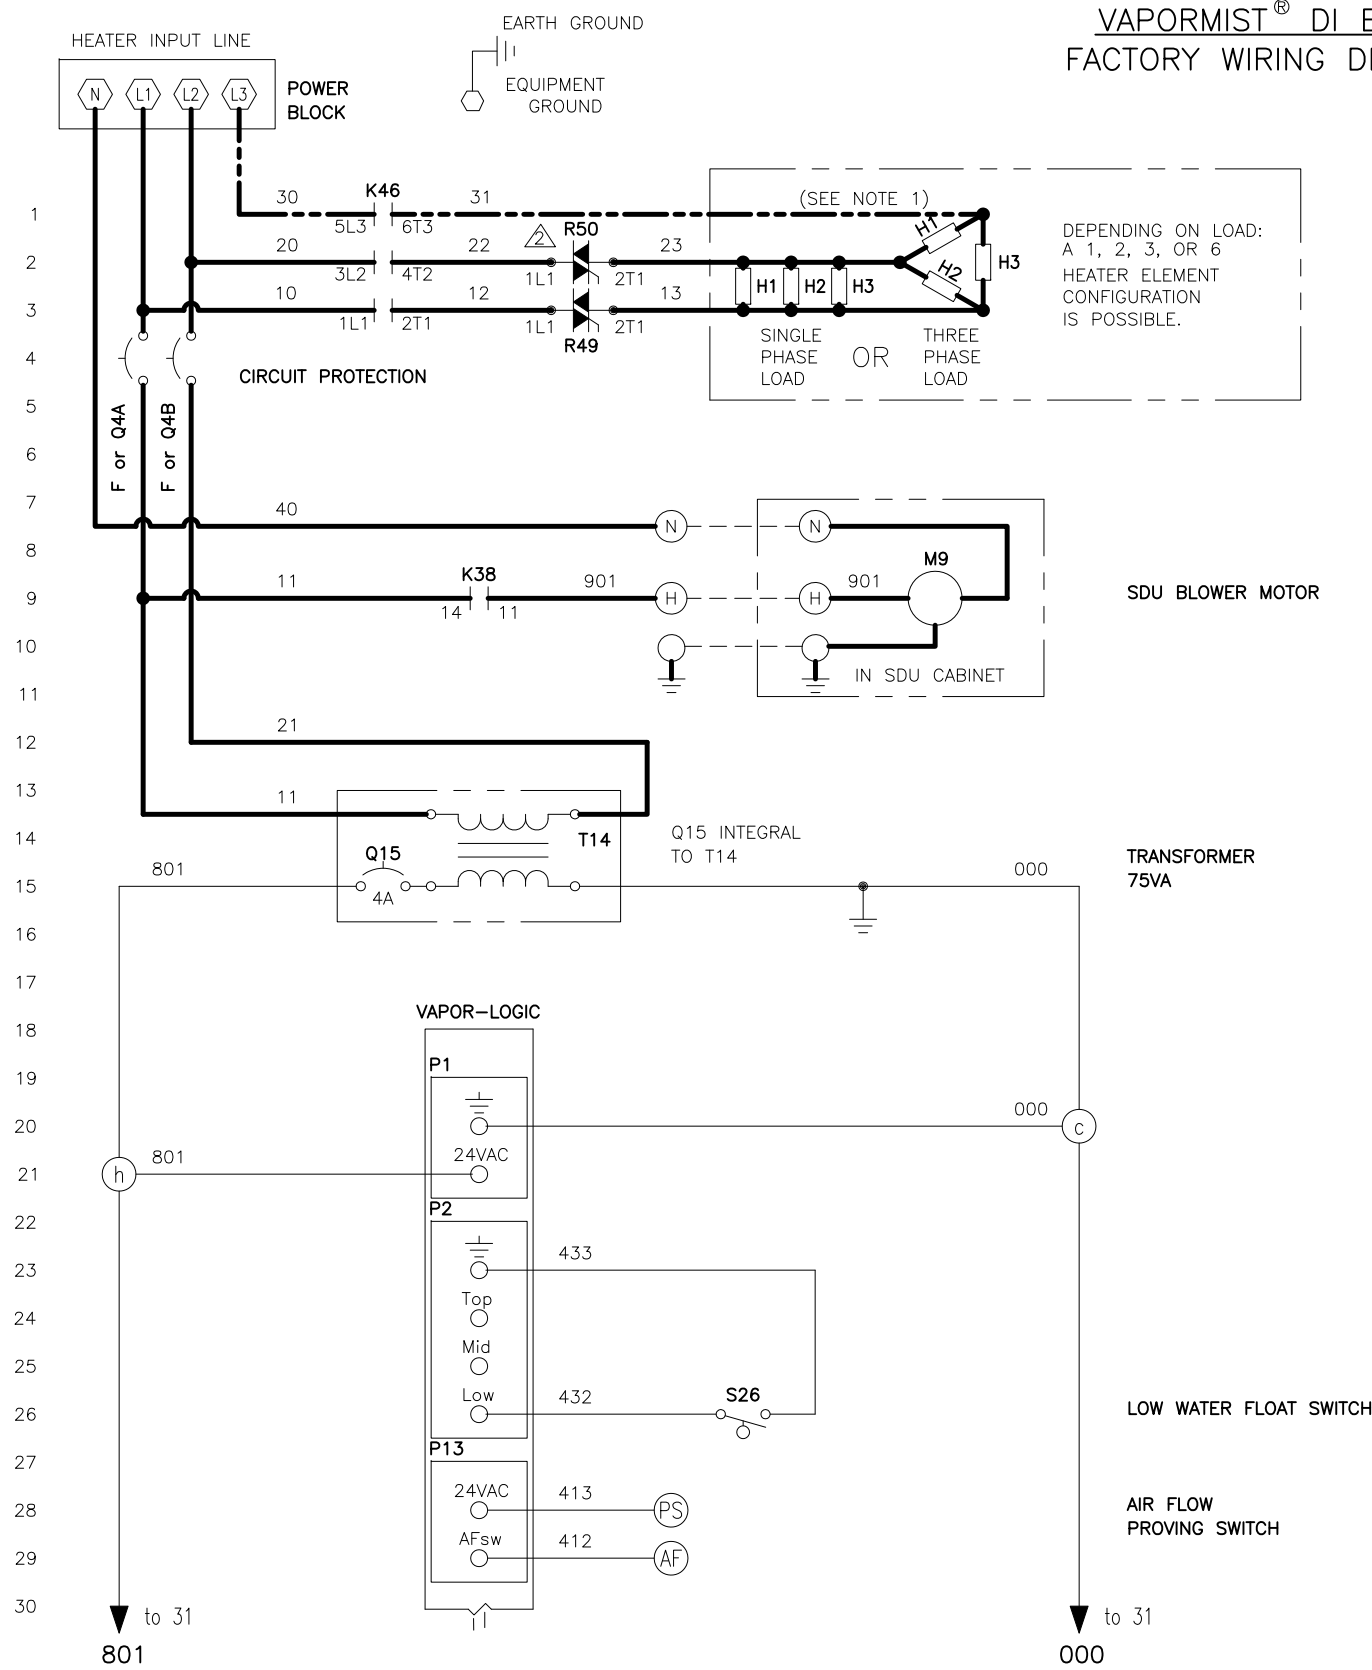 VAPORMIST® DI E
FACTORY WIRING DI
HEATER INPUT LINE
EARTH GROUND
EQUIPMENT
GROUND
N L1 L2 L3
POWER
BLOCK
1
30
K46
31
(SEE NOTE 1)
5L3 6T3
R50
2
20
3L2 4T2
22
2
1L1 2T1
23
H1 H2 H3
H1
H2
H3
3
10
1L1 2T1
12
1L1 2T1
R49
13
DEPENDING ON LOAD:
A 1, 2, 3, OR 6
HEATER ELEMENT
CONFIGURATION
IS POSSIBLE.
SINGLE
PHASE
LOAD
OR
THREE
PHASE
LOAD
4
CIRCUIT PROTECTION
5
F or Q4A
F or Q4B
6
7
40
N N
8
M9
9
11
K38
14 11
901
H H
901
SDU BLOWER MOTOR
10
IN SDU CABINET
11
12
21
13
11
14
T14
Q15 INTEGRAL
TO T14
15
801
Q15
4A
000
TRANSFORMER
75VA
16
17
VAPOR-LOGIC
18
19
P1
20
000
c
24VAC
21
h
801
22
P2
23
433
24
Top
25
Mid
26
Low
432
S26
LOW WATER FLOAT SWITCH
27
P13
28
24VAC
413
PS
AIR FLOW
PROVING SWITCH
29
AFsw
412
AF
30
to 31
801
to 31
000